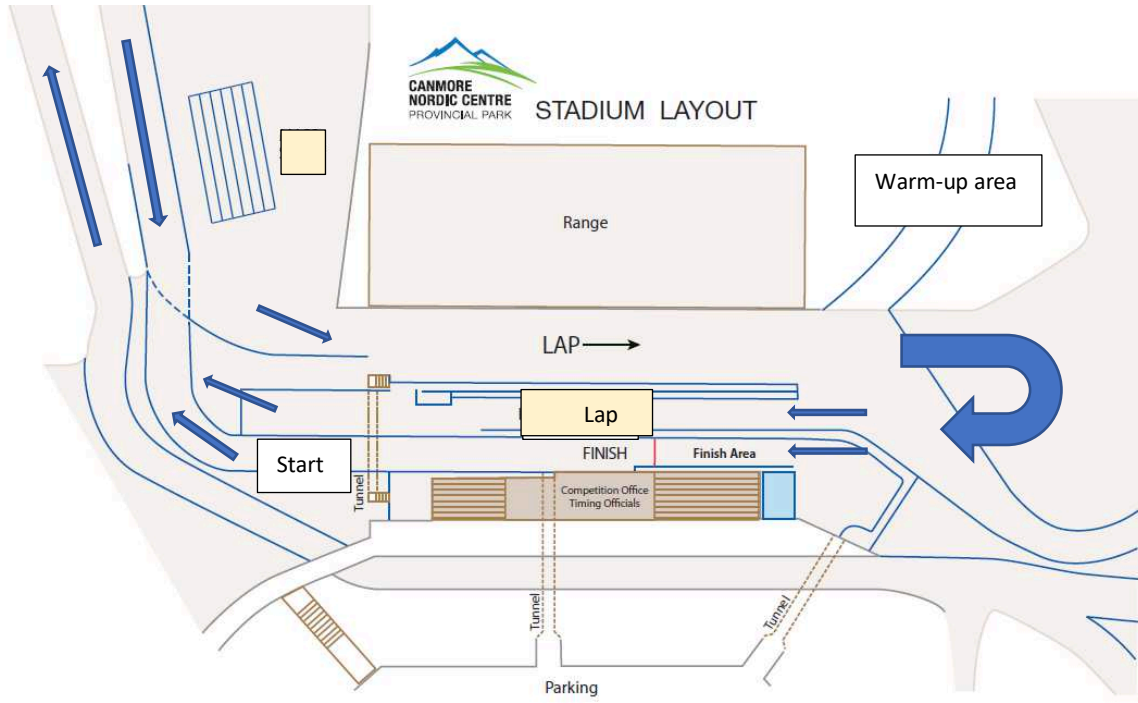 CANMORE
NORDIC CENTRE
PROVINCIAL PARK
STADIUM LAYOUT
Warm-up area
Range
LAP
Lap
FINISH
Finish Area
Start
Competition Office
Timing Officials
Tunnel
Tunnel
Tunnel
Parking